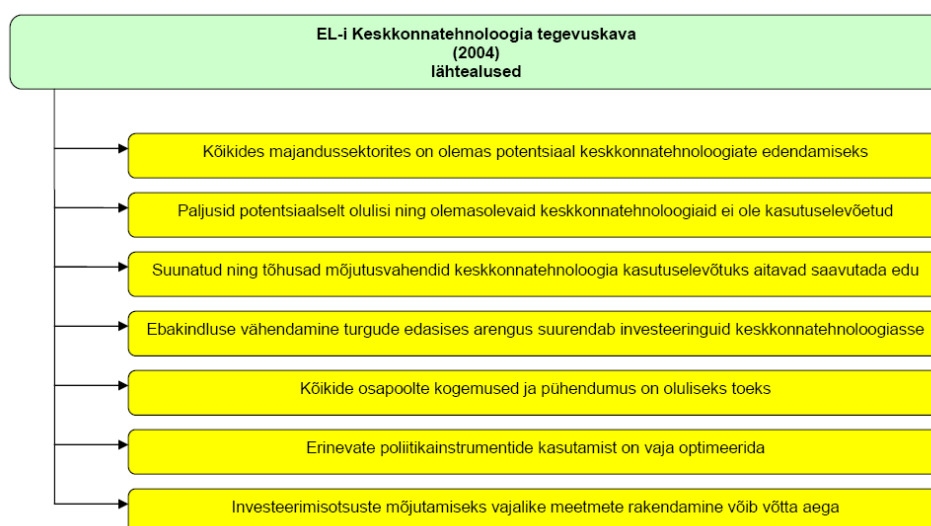 EL-i Keskkonnatehnoloogia tegevuskava
(2004)
lähtealused
Kõikides majandussektorites on olemas potentsiaal keskkonnatehnoloogiate edendamiseks
Paljusid potentsiaalselt olulisi ning olemasolevaid keskkonnatehnoloogiaid ei ole kasutuselevõetud
Suunatud ning tõhusad mõjutusvahendid keskkonnatehnoloogia kasutuselevõtuks aitavad saavutada edu
Ebakindluse vähendamine turgude edasises arengus suurendab investeeringuid keskkonnatehnoloogiasse
Kõikide osapoolte kogemused ja pühendumus on oluliseks toeks
Erinevate poliitikainstrumentide kasutamist on vaja optimeerida
Investeerimisotsuste mõjutamiseks vajalike meetmete rakendamine võib võtta aega